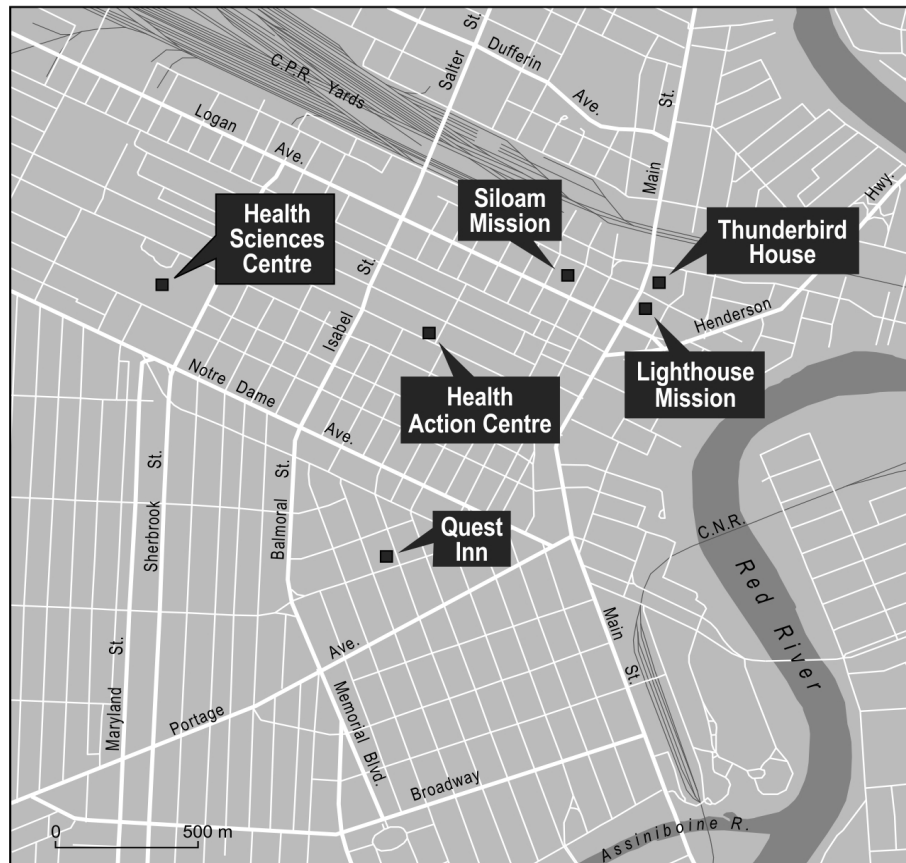 St.
Salter
Dufferin
Ave.
C.P.R.
Yards
St.
Main
Logan
Ave.
Hwy.
Henderson
Health
Sciences
Centre
Siloam
Mission
Thunderbird
House
St.
Isabel
Lighthouse
Mission
Health
Action Centre
Notre Dame
Ave.
St.
Sherbrook
St.
Balmoral
Quest
Inn
C.N.R.
Red River
Main
St.
Ave.
Portage
St.
Maryland
Memorial Blvd.
Broadway
0 500 m
Assiniboine R.